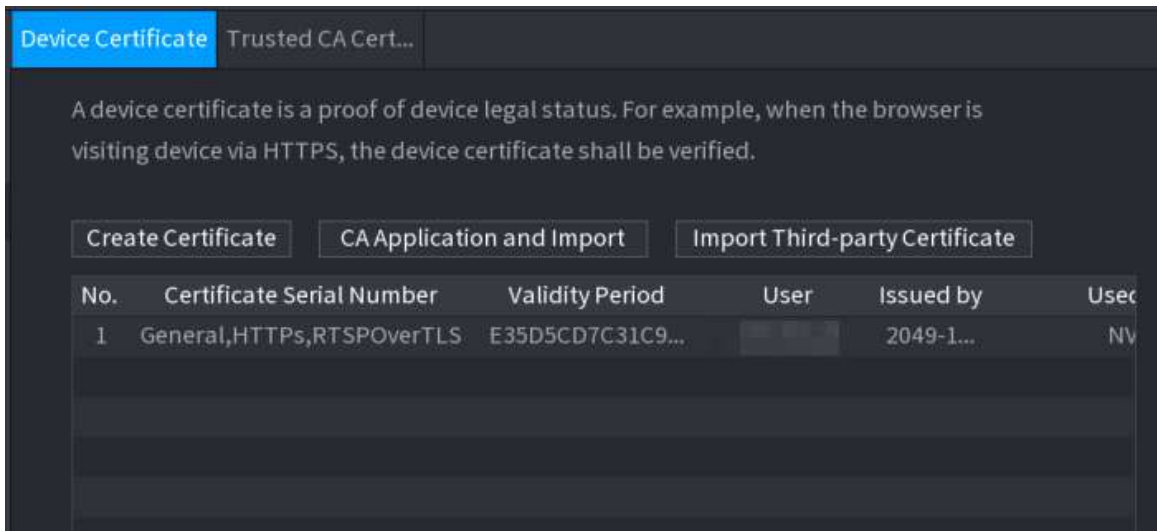 Device Certificate Trusted CA Cert...
A device certificate is a proof of device legal status. For example, when the browser is
visiting device via HTTPS, the device certificate shall be verified.
Create Certificate CA Application and Import Import Third-party Certificate
No. Certificate Serial Number Validity Period User Issued by Used
1 General,HTTPs,RTSPOverTLS E35D5CD7C31C9... 2049-1... NV